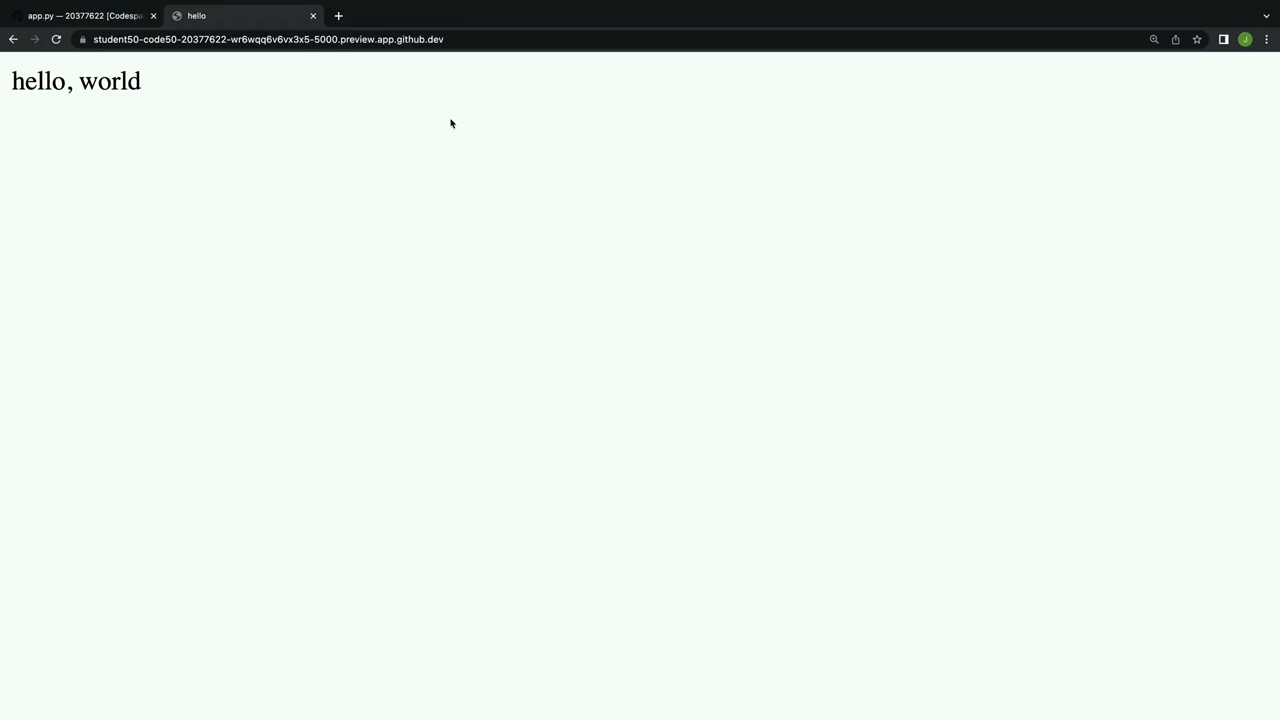 app.py — 20377622 [Codespa
hello
student50-code50-20377622-wr6wqq6v6vx3x5-5000.preview.app.github.dev
J
hello, world